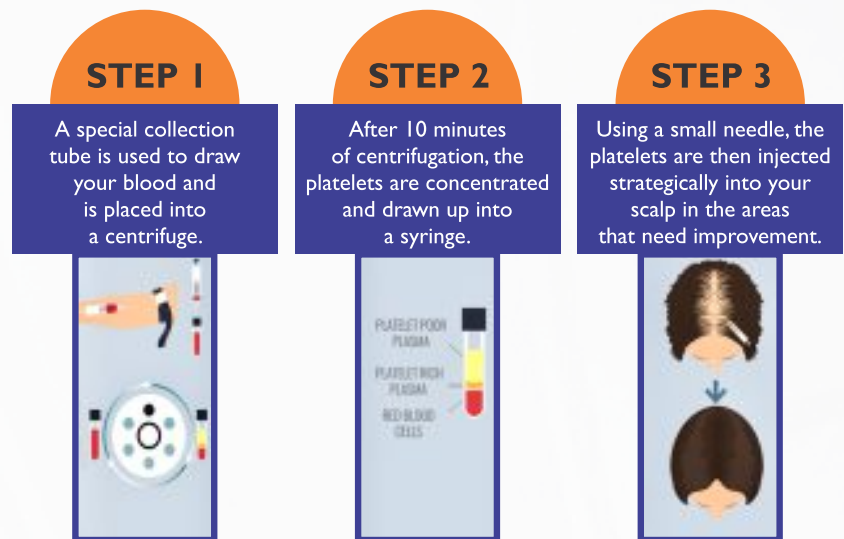 STEP 1
A special collection
tube is used to draw
your blood and
is placed into
a centrifuge.
STEP 2
After 10 minutes
of centrifugation, the
platelets are concentrated
and drawn up into
a syringe.
PLATELET POOR
PLASMA
PLATELET RICH
PLASMA
RED BLOOD
CELLS
STEP 3
Using a small needle, the
platelets are then injected
strategically into your
scalp in the areas
that need improvement.